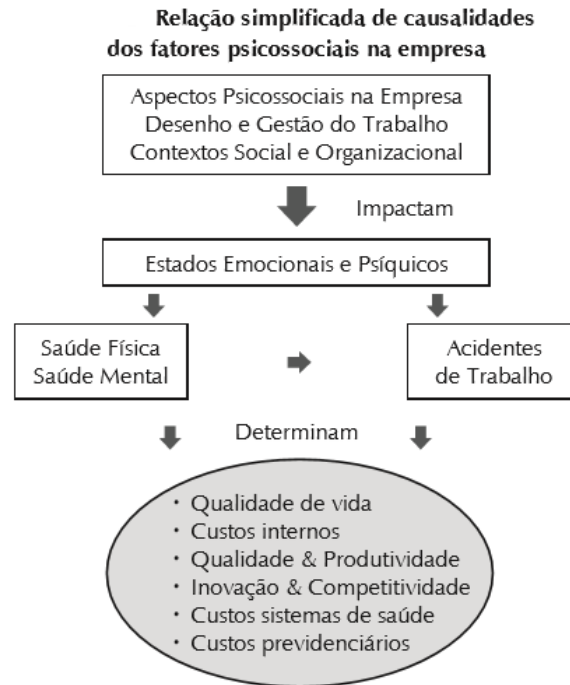 Relação simplificada de causalidades
dos fatores psicossociais na empresa
Aspectos Psicossociais na Empresa
Desenho e Gestão do Trabalho
Contextos Social e Organizacional
Impactam
Estados Emocionais e Psíquicos
Saúde Física
Saúde Mental
Acidentes
de Trabalho
Determinam
· Qualidade de vida
· Custos internos
· Qualidade & Produtividade
· Inovação & Competitividade
· Custos sistemas de saúde
· Custos previdenciários